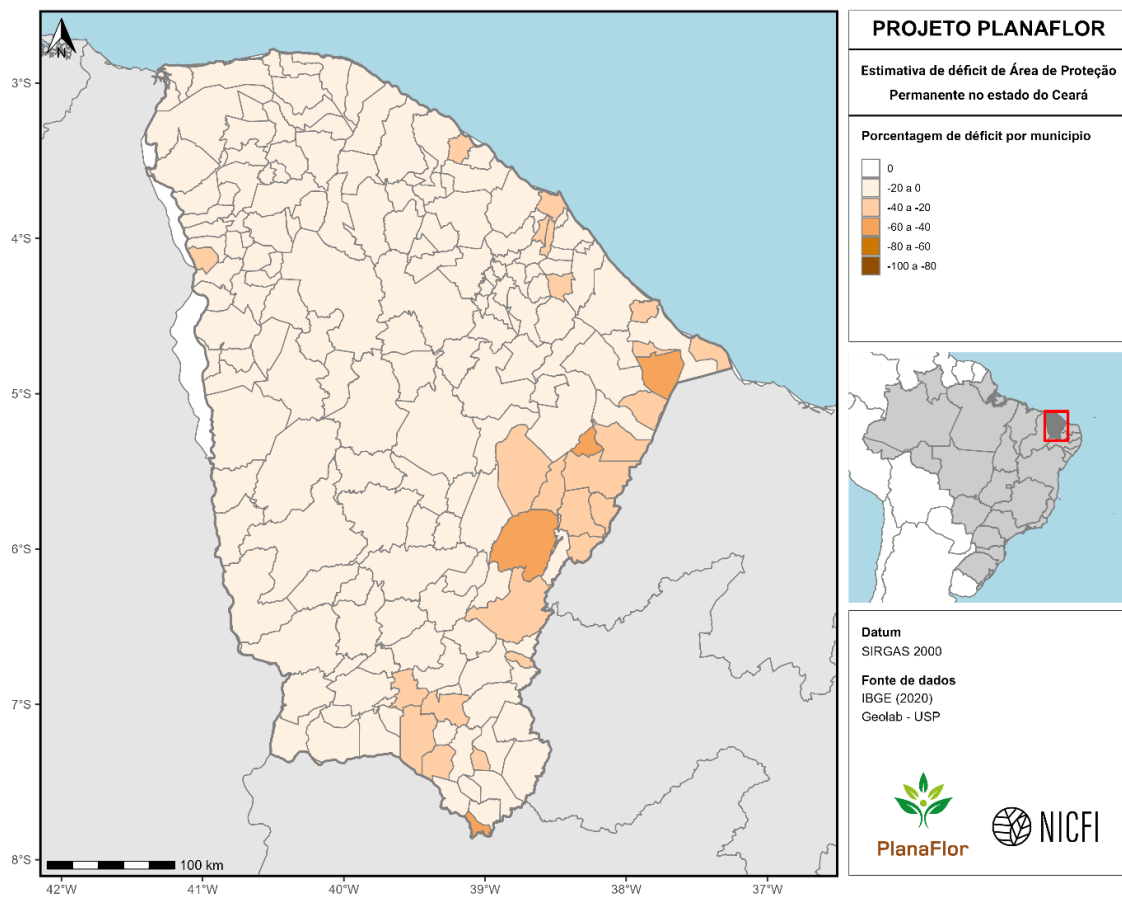 N
3°S
4°S
5°S
6°S
7°S
8°S
42°W
41°W
40°W
39°W
38°W
37°W
100 km
PROJETO PLANAFLOR
Estimativa de déficit de Área de Proteção
Permanente no estado do Ceará
Porcentagem de déficit por município
0
-20 a 0
-40 a -20
-60 a -40
-80 a -60
-100 a -80
Datum
SIRGAS 2000
Fonte de dados
IBGE (2020)
Geolab - USP
PlanaFlor
NICFI